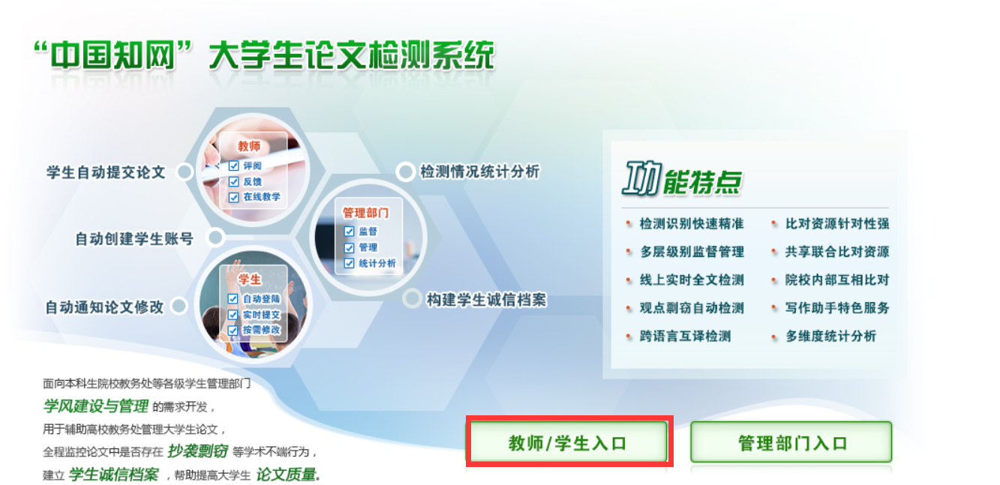 “中国知网”大学生论文检测系统
教师
评阅
反馈
在线教学
学生自动提交论文
检测情况统计分析
管理部门
监督
管理
统计分析
自动创建学生账号
学生
自动登陆
实时提交
按需修改
自动通知论文修改
构建学生诚信档案
功能特点
检测识别快速精准
比对资源针对性强
多层级别监督管理
共享联合比对资源
线上实时全文检测
院校内部互相比对
观点剽窃自动检测
写作助手特色服务
跨语言互译检测
多维度统计分析
面向本科生院校教务处等各级学生管理部门
学风建设与管理 的需求开发，
用于辅助高校教务处管理大学生论文，
全程监控论文中是否存在 抄袭剽窃 等学术不端行为，
建立 学生诚信档案 ，帮助提高大学生 论文质量。
教师/学生入口
管理部门入口